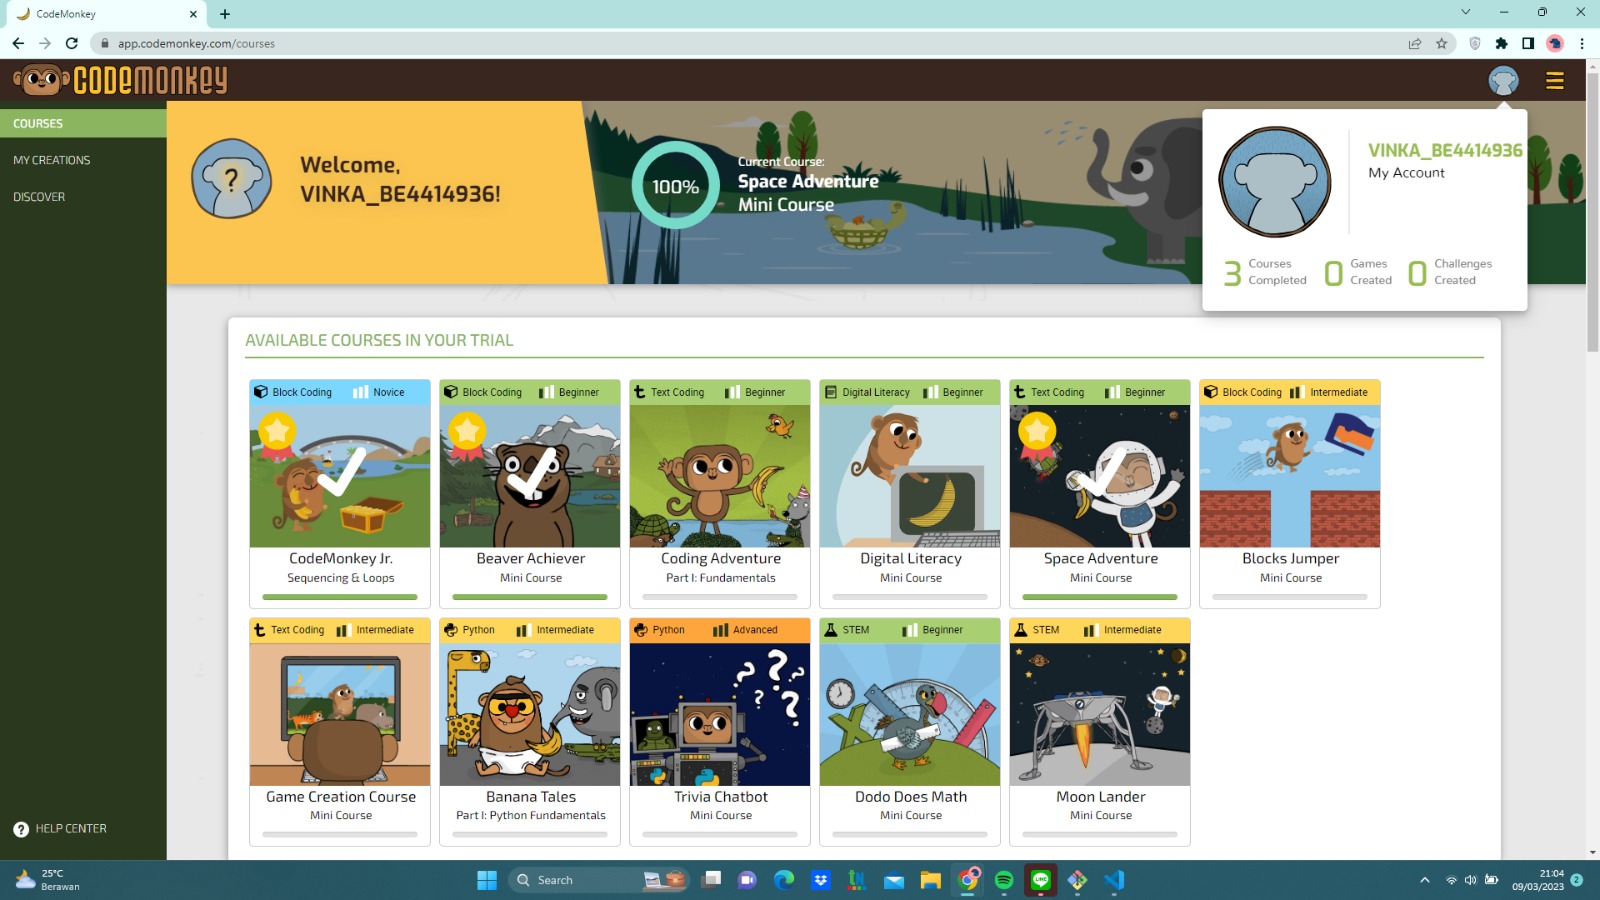 CodeMonkey
app.codemonkey.com/courses
CODEMONKEY
COURSES
MY CREATIONS
DISCOVER
HELP CENTER
?
Welcome,
VINKA_BE4414936!
100%
Current Course:
Space Adventure
Mini Course
VINKA_BE4414936
My Account
3 Courses Completed
0 Games Created
0 Challenges Created
AVAILABLE COURSES IN YOUR TRIAL
Block Coding Novice
CodeMonkey Jr.
Sequencing & Loops
Block Coding Beginner
Beaver Achiever
Mini Course
Text Coding Beginner
Coding Adventure
Part I: Fundamentals
Digital Literacy Beginner
Digital Literacy
Mini Course
Text Coding Beginner
Space Adventure
Mini Course
Block Coding Intermediate
Blocks Jumper
Mini Course
Text Coding Intermediate
Game Creation Course
Mini Course
Python Intermediate
Banana Tales
Part I: Python Fundamentals
Python Advanced
? ? ? ?
Trivia Chatbot
Mini Course
STEM Beginner
Dodo Does Math
Mini Course
STEM Intermediate
Moon Lander
Mini Course
25°C
Berawan
Search
LINE
21:04
09/03/2023
2